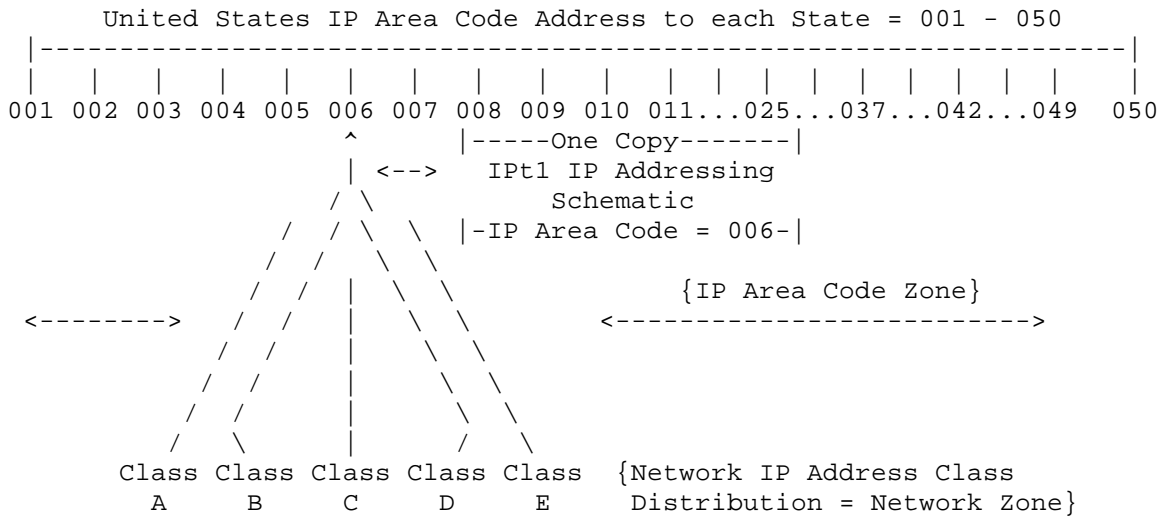 United States IP Area Code Address to each State = 001 - 050
|---------------------------------------------------------------------|
| | | | | | | | | | | | | | | | | |
001 002 003 004 005 006 007 008 009 010 011...025...037...042...049 050
^ |-----One Copy-------|
| <--> IPt1 IP Addressing
/ \ Schematic
/ / \ \ |-IP Area Code = 006-|
/ / \ \
/ / | \ \ {IP Area Code Zone}
<--------> / / | \ \ <-------------------------->
/ / | \ \
/ / | \ \
/ / | \ \
/ \ | / \
Class Class Class Class Class {Network IP Address Class
A B C D E Distribution = Network Zone}